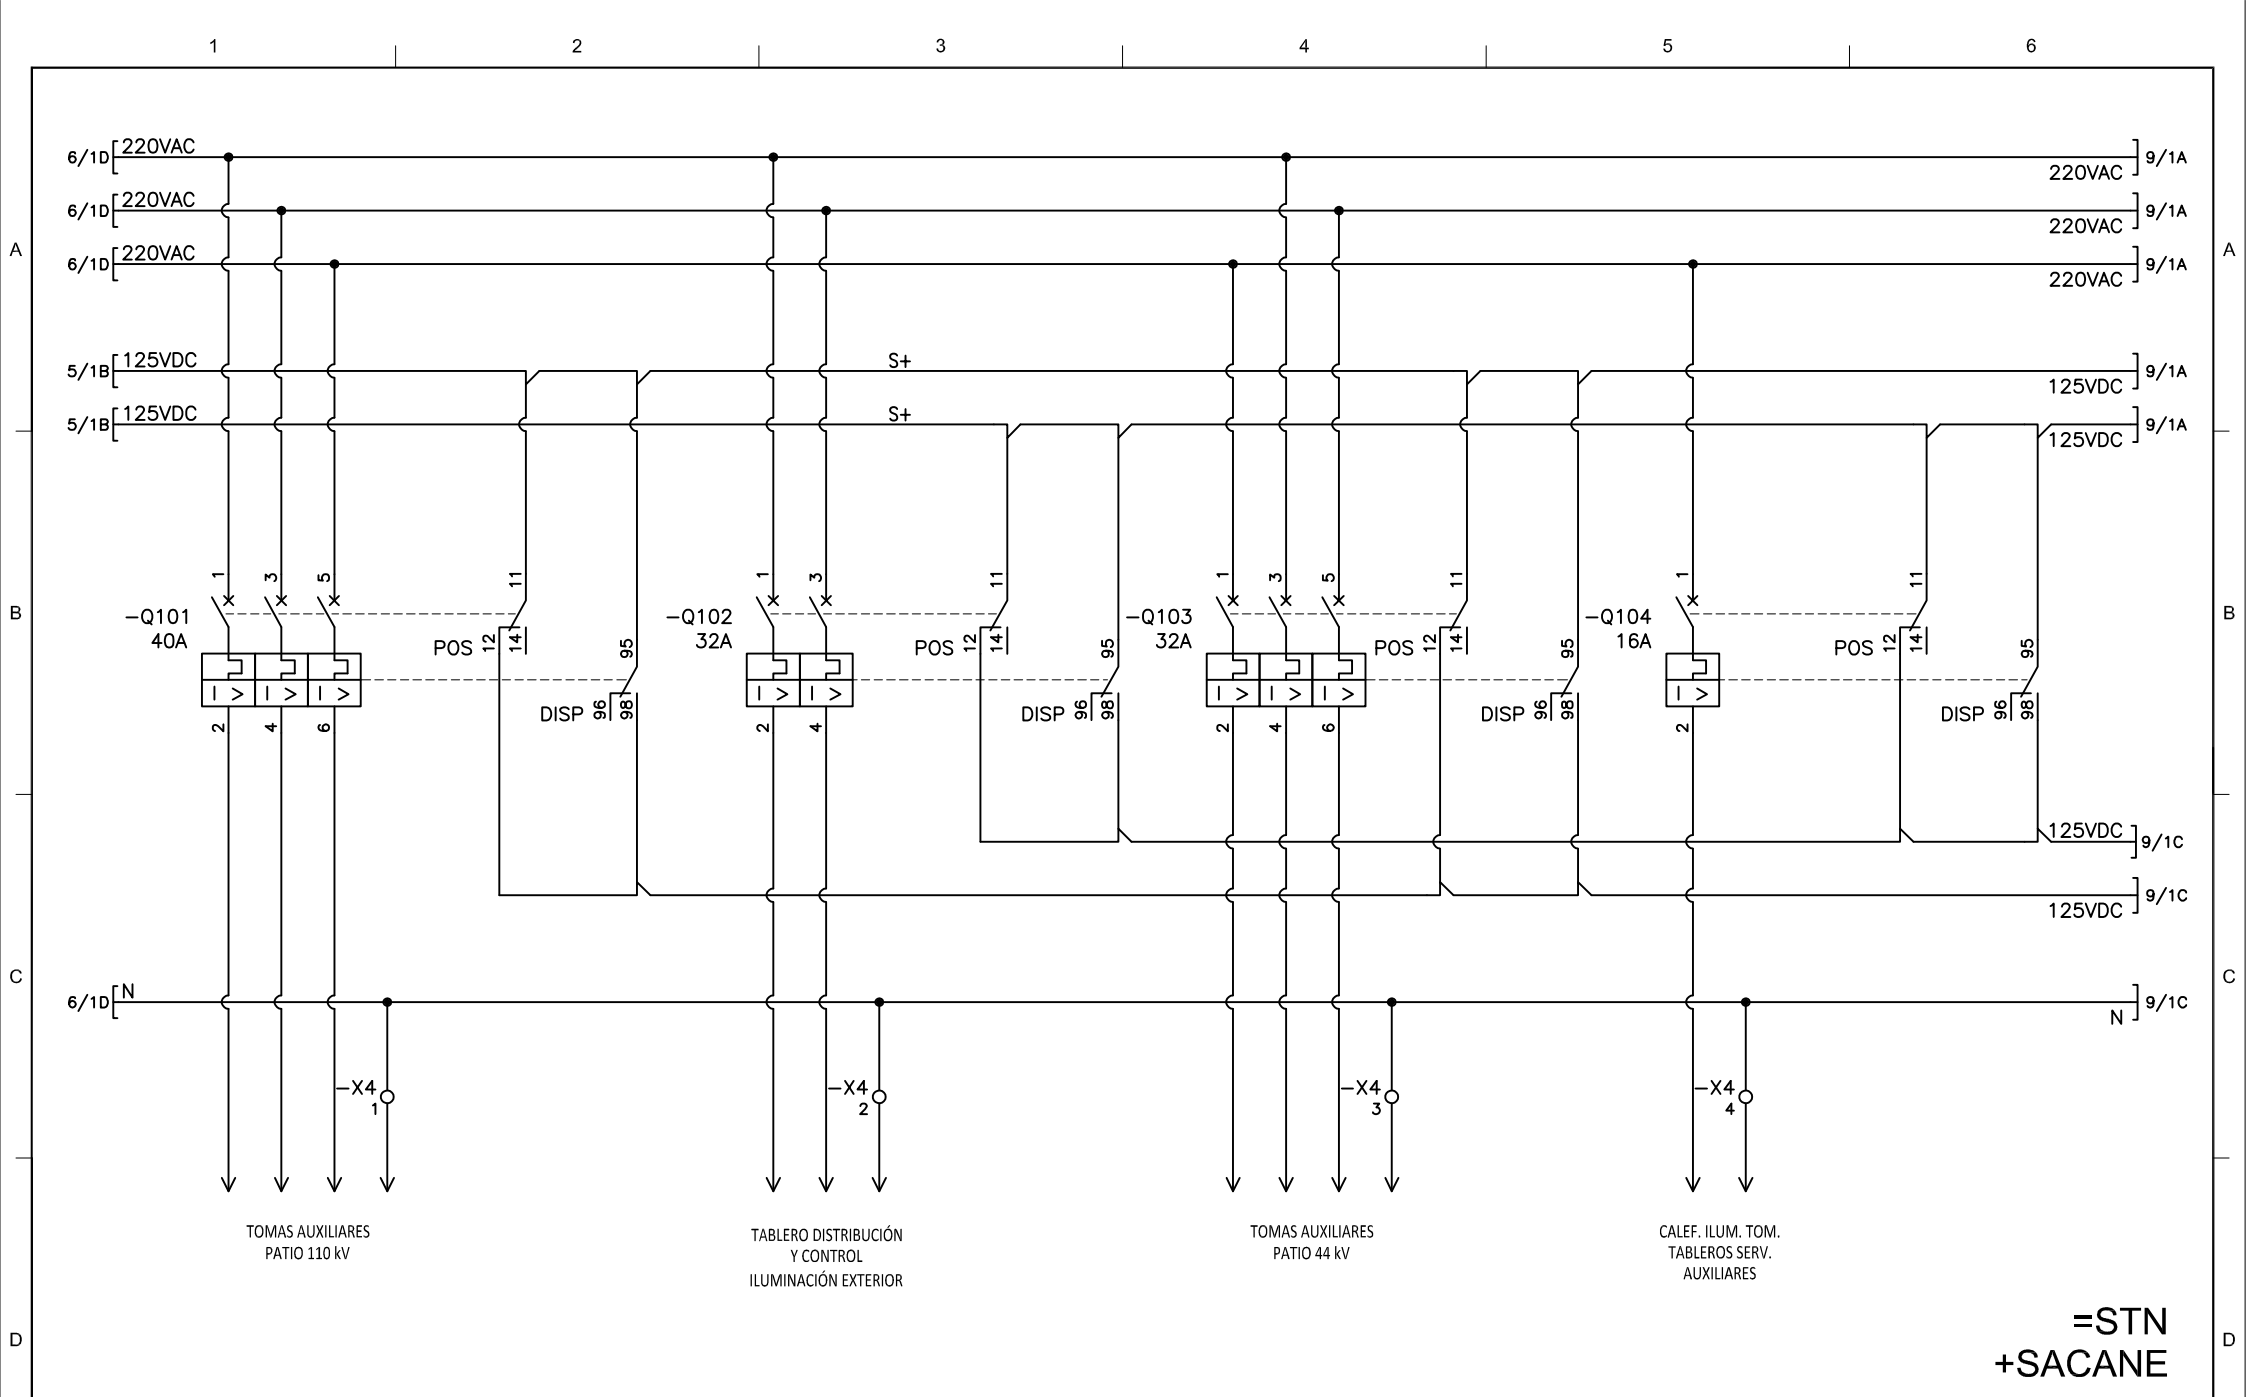 1 2 3 4 5 6
6/1D 220VAC 9/1A
220VAC
6/1D 220VAC 9/1A
220VAC
A 6/1D 220VAC 9/1A A
220VAC
5/1B 125VDC S+ 9/1A
125VDC
5/1B 125VDC S+ 9/1A
125VDC
1 3 5 11 1 3 11 1 3 5 11 1 11
B -Q101 -Q102 -Q103 -Q104 B
40A 32A 32A 16A
POS 12 14 95 POS 12 14 95 POS 12 14 95 POS 12 14 95
I > I > I > I > I > I > I > I > I >
DISP 96 98 DISP 96 98 DISP 96 98 DISP 96 98
2 4 6 2 4 2 4 6 2
125VDC 9/1C
9/1C
125VDC
C C
6/1D N 9/1C
N
-X4 -X4 -X4 -X4
1 2 3 4
TOMAS AUXILIARES
PATIO 110 kV
TABLERO DISTRIBUCIÓN
Y CONTROL
ILUMINACIÓN EXTERIOR
TOMAS AUXILIARES
PATIO 44 kV
CALEF. ILUM. TOM.
TABLEROS SERV.
AUXILIARES
=STN
D D
+SACANE